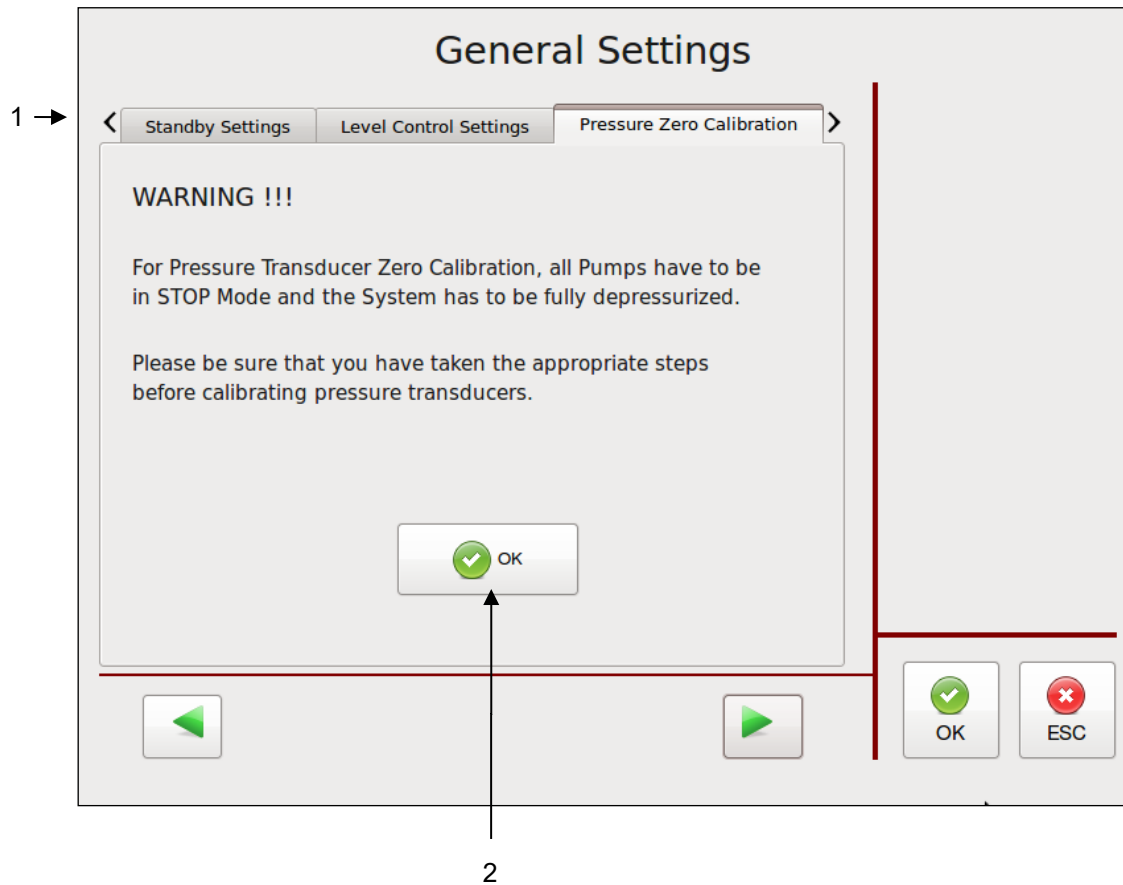 General Settings
1
Standby Settings
Level Control Settings
Pressure Zero Calibration
WARNING !!!
For Pressure Transducer Zero Calibration, all Pumps have to be
in STOP Mode and the System has to be fully depressurized.
Please be sure that you have taken the appropriate steps
before calibrating pressure transducers.
OK
OK
ESC
2